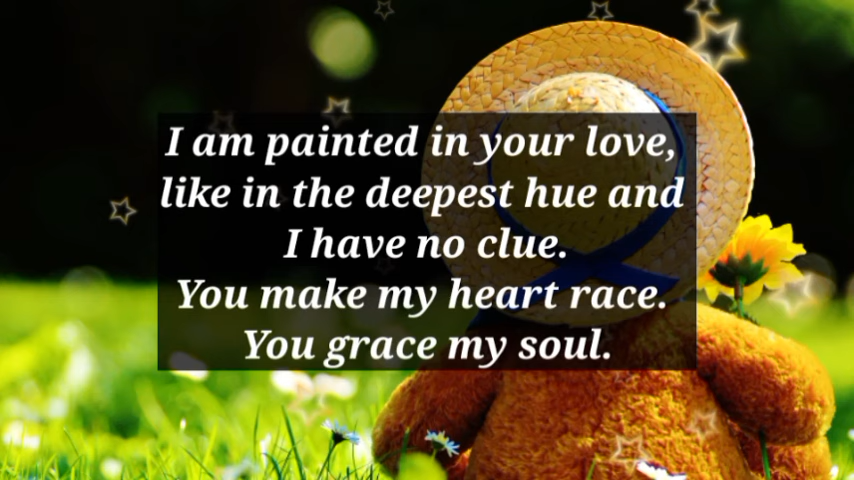 I am painted in your love,
like in the deepest hue and
I have no clue.
You make my heart race.
You grace my soul.